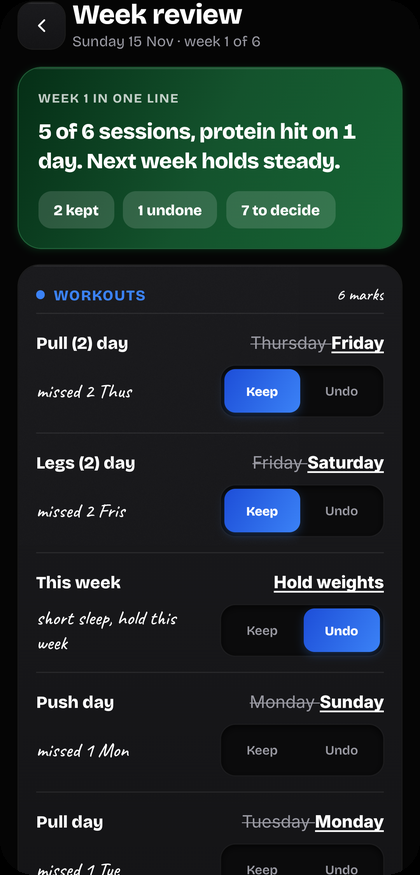 Week review
Sunday 15 Nov · week 1 of 6
WEEK 1 IN ONE LINE
5 of 6 sessions, protein hit on 1
day. Next week holds steady.
2 kept 1 undone 7 to decide
WORKOUTS 6 marks
Pull (2) day Thursday Friday
missed 2 Thus Keep Undo
Legs (2) day Friday Saturday
missed 2 Fris Keep Undo
This week Hold weights
short sleep, hold this
week
Keep Undo
Push day Monday Sunday
missed 1 Mon Keep Undo
Pull day Tuesday Monday
missed 1 Tue Keep Undo